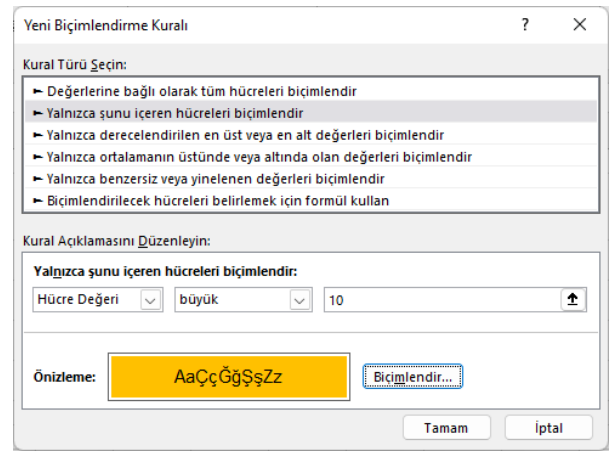 Yeni Biçimlendirme Kuralı ? ×
Kural Türü Seçin:
► Değerlerine bağlı olarak tüm hücreleri biçimlendir
► Yalnızca şunu içeren hücreleri biçimlendir
► Yalnızca derecelendirilen en üst veya en alt değerleri biçimlendir
► Yalnızca ortalamanın üstünde veya altında olan değerleri biçimlendir
► Yalnızca benzersiz veya yinelenen değerleri biçimlendir
► Biçimlendirilecek hücreleri belirlemek için formül kullan
Kural Açıklamasını Düzenleyin:
Yalnızca şunu içeren hücreleri biçimlendir:
Hücre Değeri büyük 10
Önizleme: AaÇçĞğŞşZz Biçimlendir...
Tamam İptal